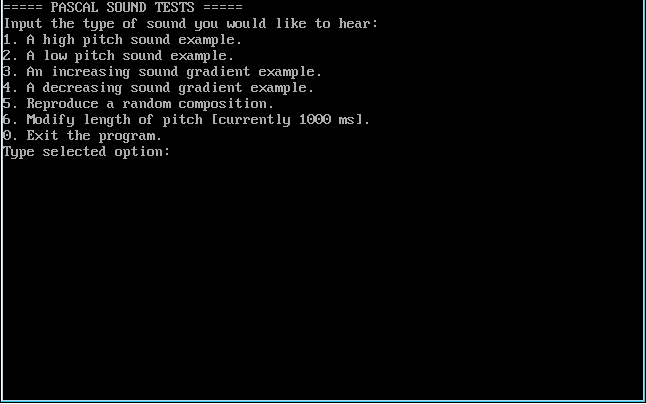 ===== PASCAL SOUND TESTS =====
Input the type of sound you would like to hear:
1. A high pitch sound example.
2. A low pitch sound example.
3. An increasing sound gradient example.
4. A decreasing sound gradient example.
5. Reproduce a random composition.
6. Modify length of pitch [currently 1000 ms].
0. Exit the program.
Type selected option: